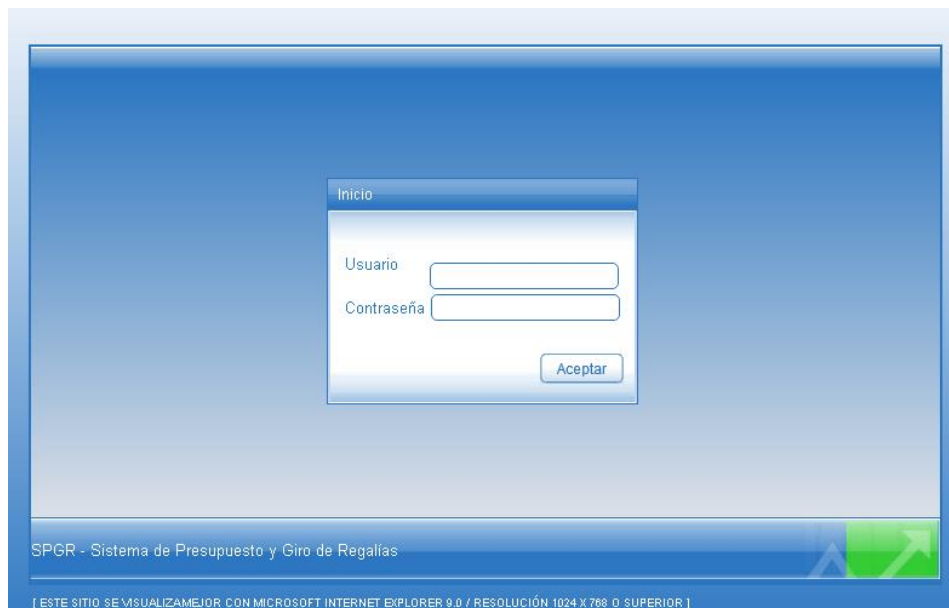 Inicio
Usuario
Contraseña
Aceptar
SPGR - Sistema de Presupuesto y Giro de Regalías
[ ESTE SITIO SE VISUALIZAMEJOR CON MICROSOFT INTERNET EXPLORER 9.0 / RESOLUCIÓN 1024 X 768 O SUPERIOR ]